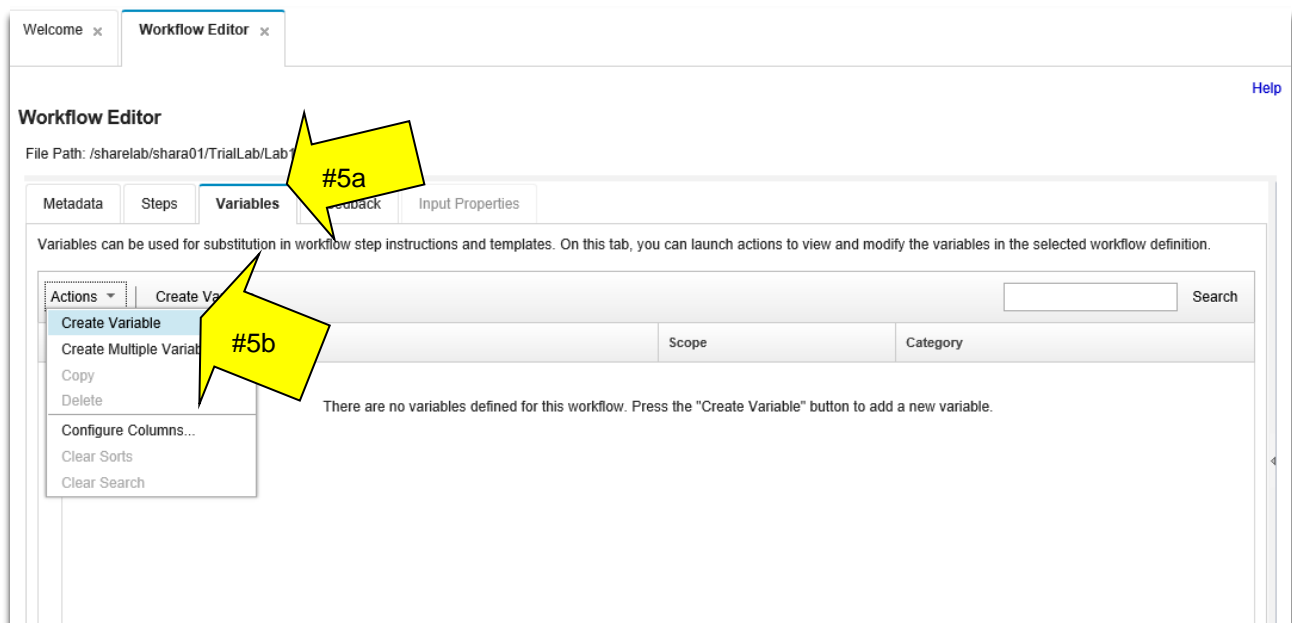 Welcome x Workflow Editor x
Help
Workflow Editor
File Path: /sharelab/shara01/TrialLab/Lab1
#5a
Metadata Steps Variables Input Properties
Variables can be used for substitution in workflow step instructions and templates. On this tab, you can launch actions to view and modify the variables in the selected workflow definition.
Actions Create Search
Create Variable
#5b
Scope Category
Create Multiple
Copy
Delete
There are no variables defined for this workflow. Press the "Create Variable" button to add a new variable.
Configure Columns...
Clear Sorts
Clear Search